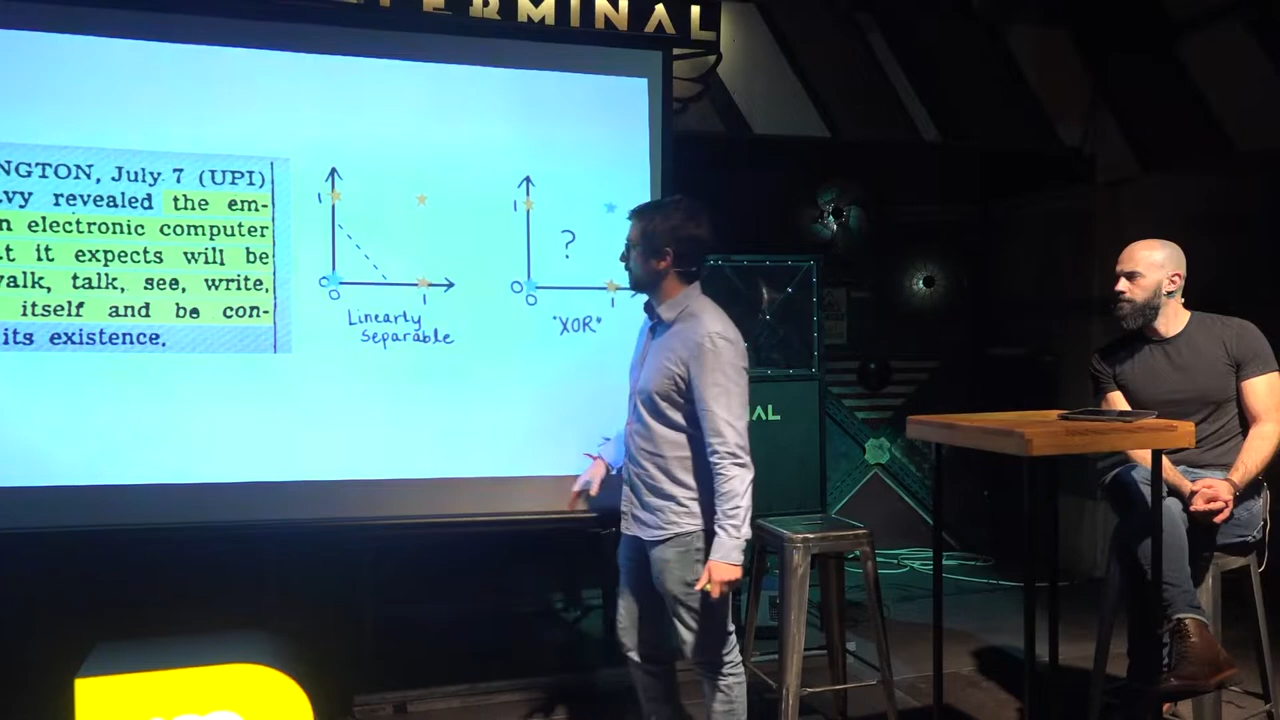 TERMINAL
NGTON, July 7 (UPI)
vy revealed the em-
n electronic computer
t it expects will be
walk, talk, see, write,
itself and be con-
its existence.
1
0
0
1
Linearly
Separable
1
?
0
0
1
"XOR"
NAL